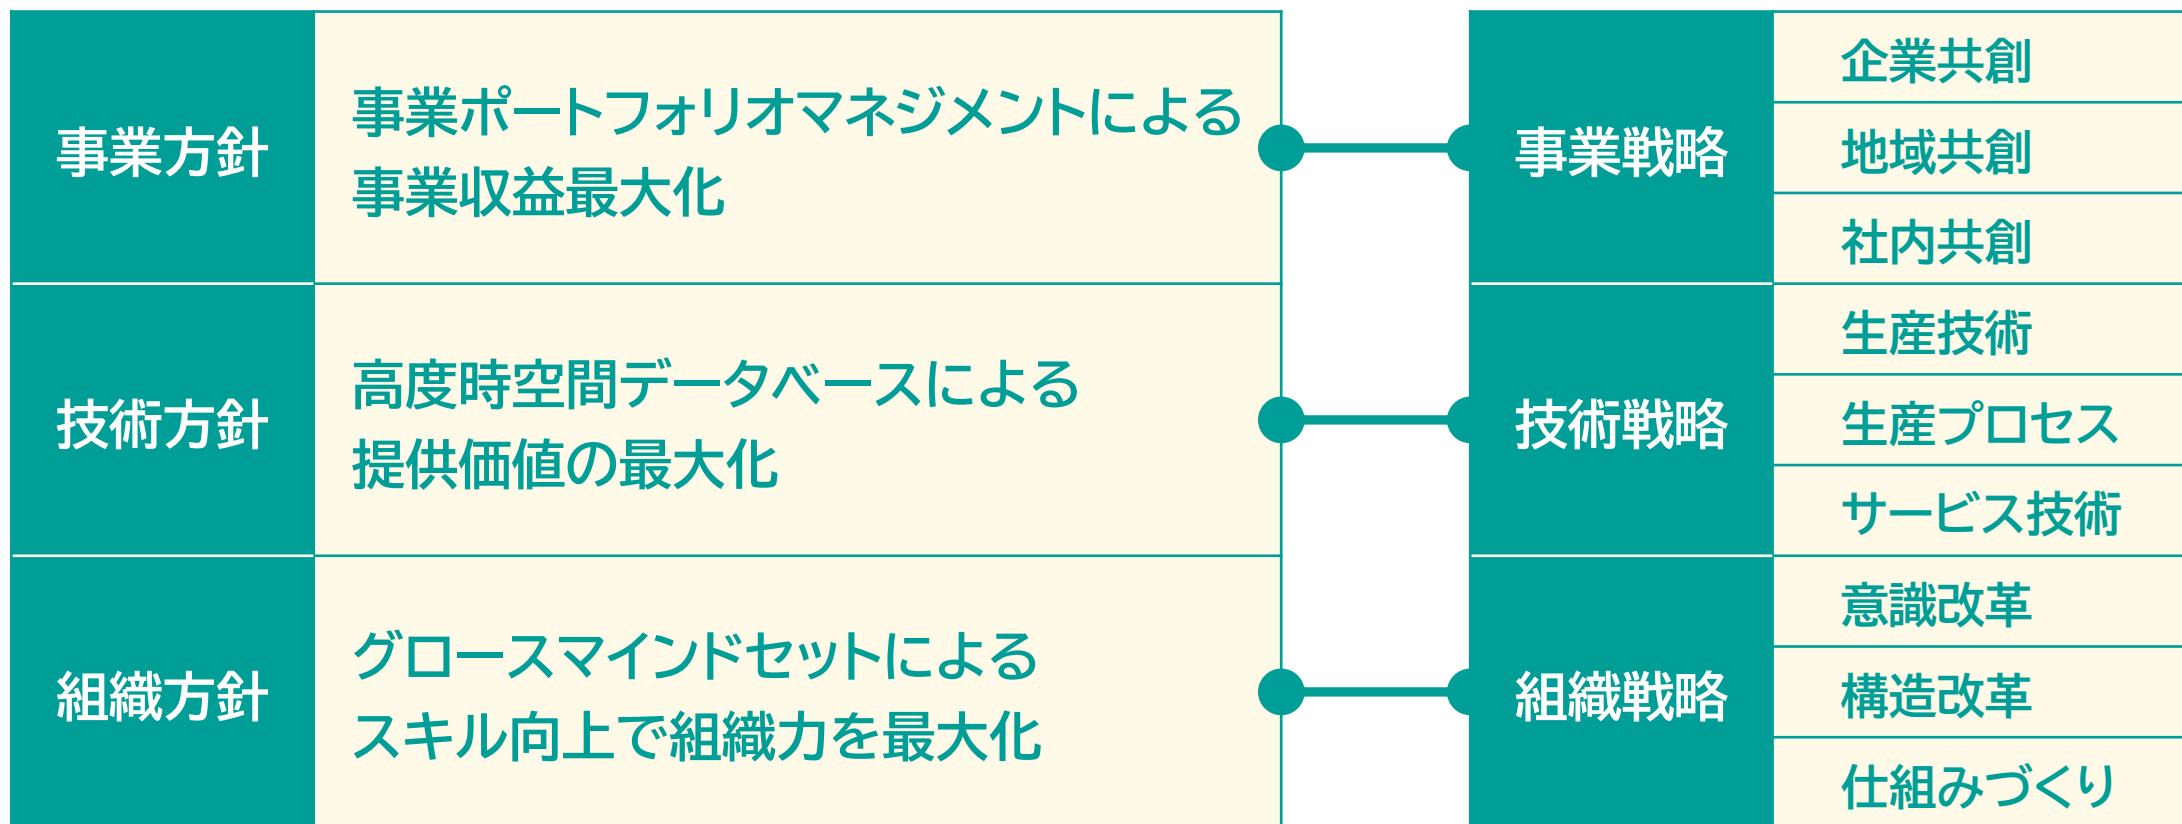 事業方針
事業ポートフォリオマネジメントによる
事業収益最大化
事業戦略
企業共創
地域共創
社内共創
技術方針
高度時空間データベースによる
提供価値の最大化
技術戦略
生産技術
生産プロセス
サービス技術
組織方針
グロースマインドセットによる
スキル向上で組織力を最大化
組織戦略
意識改革
構造改革
仕組みづくり